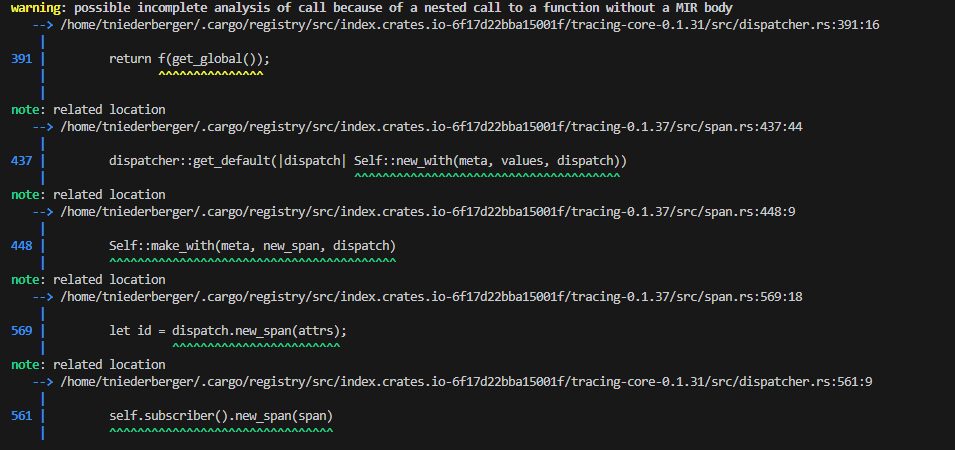 warning: possible incomplete analysis of call because of a nested call to a function without a MIR body
--> /home/tniederberger/.cargo/registry/src/index.crates.io-6f17d22bba15001f/tracing-core-0.1.31/src/dispatcher.rs:391:16
|
391 | return f(get_global());
| ^^^^^^^^^^^^^^^
|
note: related location
--> /home/tniederberger/.cargo/registry/src/index.crates.io-6f17d22bba15001f/tracing-0.1.37/src/span.rs:437:44
|
437 | dispatcher::get_default(|dispatch| Self::new_with(meta, values, dispatch))
| ^^^^^^^^^^^^^^^^^^^^^^^^^^^^^^^^^^^^^^
note: related location
--> /home/tniederberger/.cargo/registry/src/index.crates.io-6f17d22bba15001f/tracing-0.1.37/src/span.rs:448:9
|
448 | Self::make_with(meta, new_span, dispatch)
| ^^^^^^^^^^^^^^^^^^^^^^^^^^^^^^^^^^^^^^^^^
note: related location
--> /home/tniederberger/.cargo/registry/src/index.crates.io-6f17d22bba15001f/tracing-0.1.37/src/span.rs:569:18
|
569 | let id = dispatch.new_span(attrs);
| ^^^^^^^^^^^^^^^^^^^^^^^^
note: related location
--> /home/tniederberger/.cargo/registry/src/index.crates.io-6f17d22bba15001f/tracing-core-0.1.31/src/dispatcher.rs:561:9
|
561 | self.subscriber().new_span(span)
| ^^^^^^^^^^^^^^^^^^^^^^^^^^^^^^^^